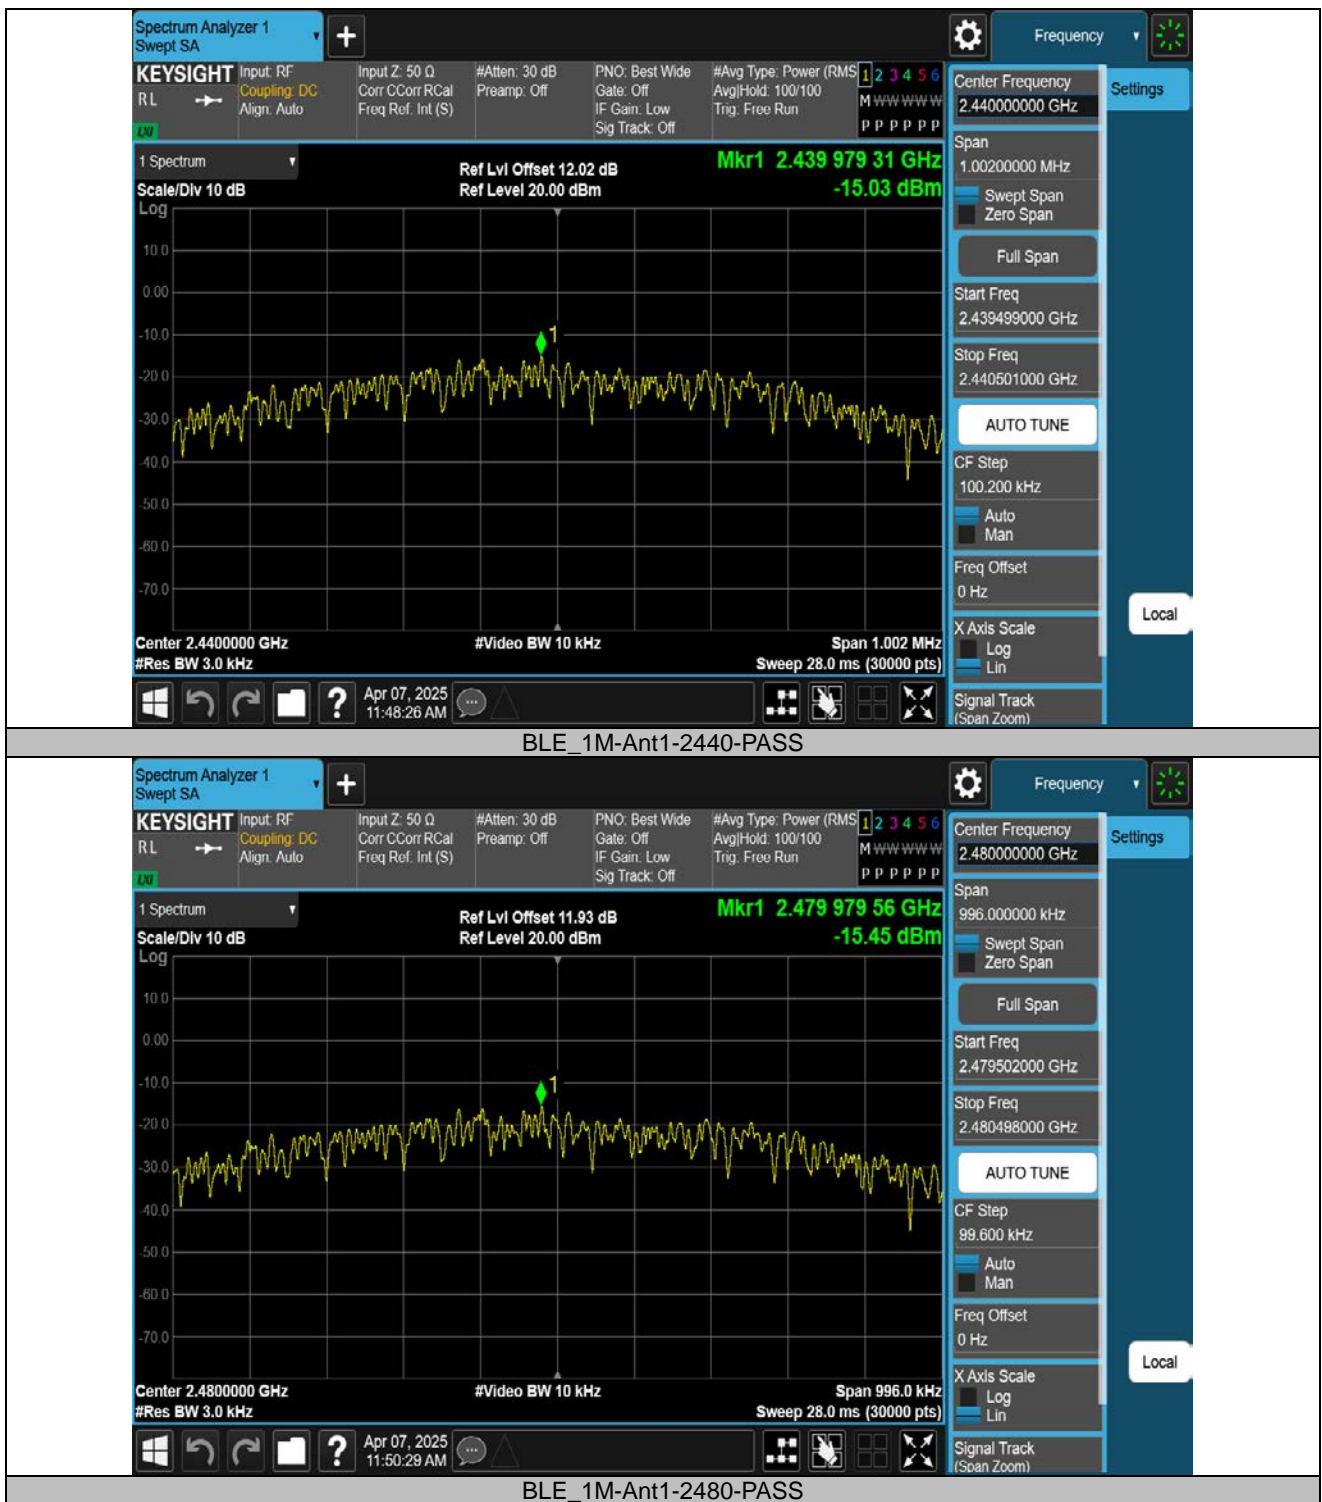 Spectrum Analyzer 1
Swept SA
+
Frequency
KEYSIGHT
RL
LXI
Input: RF
Coupling: DC
Align: Auto
Input Z: 50 Ω
Corr CCorr RCal
Freq Ref: Int (S)
#Atten: 30 dB
Preamp: Off
PNO: Best Wide
Gate: Off
IF Gain: Low
Sig Track: Off
#Avg Type: Power (RMS
Avg|Hold: 100/100
Trig: Free Run
1 2 3 4 5 6
M W W W W W
P P P P P P
Center Frequency
2.440000000 GHz
Settings
1 Spectrum
Scale/Div 10 dB
Log
Ref Lvl Offset 12.02 dB
Ref Level 20.00 dBm
Mkr1 2.439 979 31 GHz
-15.03 dBm
Span
1.00200000 MHz
Swept Span
Zero Span
Full Span
Start Freq
2.439499000 GHz
Stop Freq
2.440501000 GHz
AUTO TUNE
CF Step
100.200 kHz
Auto
Man
Freq Offset
0 Hz
X Axis Scale
Log
Lin
Signal Track
(Span Zoom)
Local
10.0
0.00
-10.0
-20.0
-30.0
-40.0
-50.0
-60.0
-70.0
1
Center 2.4400000 GHz
#Res BW 3.0 kHz
#Video BW 10 kHz
Span 1.002 MHz
Sweep 28.0 ms (30000 pts)
?
Apr 07, 2025
11:48:26 AM
BLE_1M-Ant1-2440-PASS
Spectrum Analyzer 1
Swept SA
+
Frequency
KEYSIGHT
RL
LXI
Input: RF
Coupling: DC
Align: Auto
Input Z: 50 Ω
Corr CCorr RCal
Freq Ref: Int (S)
#Atten: 30 dB
Preamp: Off
PNO: Best Wide
Gate: Off
IF Gain: Low
Sig Track: Off
#Avg Type: Power (RMS
Avg|Hold: 100/100
Trig: Free Run
1 2 3 4 5 6
M W W W W W
P P P P P P
Center Frequency
2.480000000 GHz
Settings
1 Spectrum
Scale/Div 10 dB
Log
Ref Lvl Offset 11.93 dB
Ref Level 20.00 dBm
Mkr1 2.479 979 56 GHz
-15.45 dBm
Span
996.000000 kHz
Swept Span
Zero Span
Full Span
Start Freq
2.479502000 GHz
Stop Freq
2.480498000 GHz
AUTO TUNE
CF Step
99.600 kHz
Auto
Man
Freq Offset
0 Hz
X Axis Scale
Log
Lin
Signal Track
(Span Zoom)
Local
10.0
0.00
-10.0
-20.0
-30.0
-40.0
-50.0
-60.0
-70.0
1
Center 2.4800000 GHz
#Res BW 3.0 kHz
#Video BW 10 kHz
Span 996.0 kHz
Sweep 28.0 ms (30000 pts)
?
Apr 07, 2025
11:50:29 AM
BLE_1M-Ant1-2480-PASS